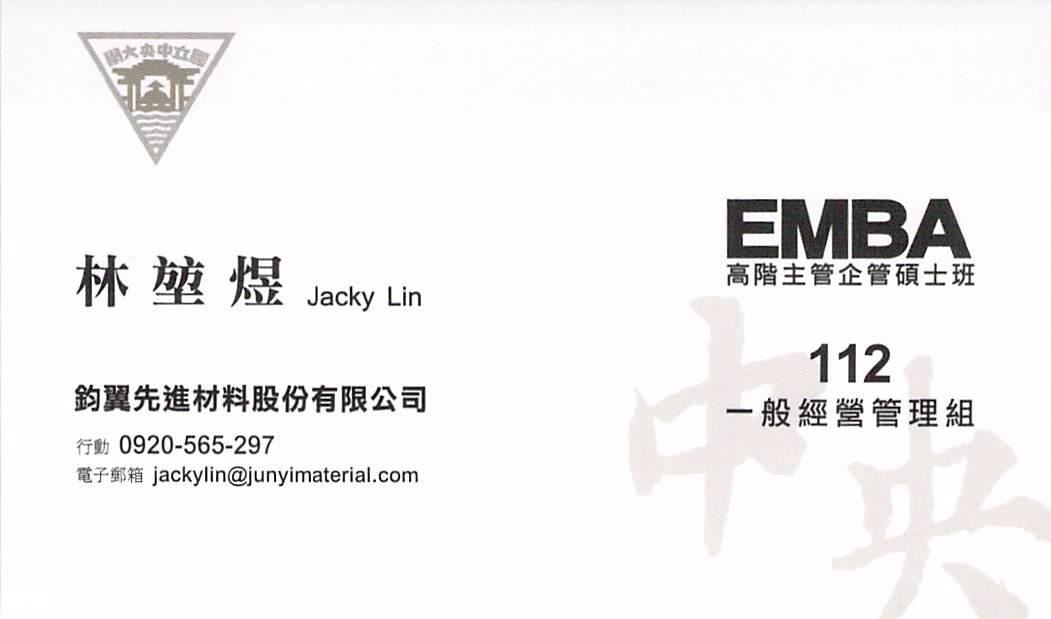 國立中央大學
林堃煜 Jacky Lin
鈞翼先進材料股份有限公司
行動 0920-565-297
電子郵箱 jackylin@junyimaterial.com
EMBA
高階主管企管碩士班
112
一般經營管理組
中央